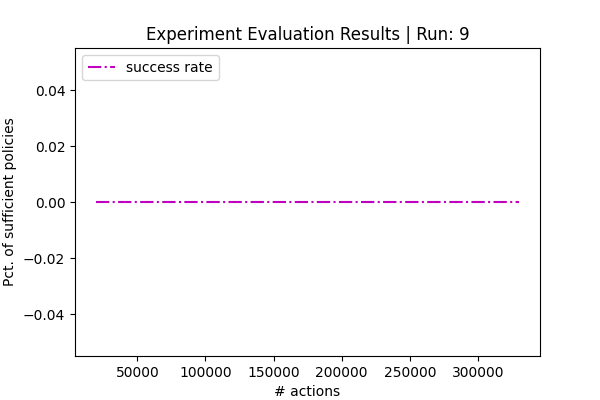 Experiment Evaluation Results | Run: 9
success rate
Pct. of sufficient policies
0.04
0.02
0.00
−0.02
−0.04
50000 100000 150000 200000 250000 300000
# actions